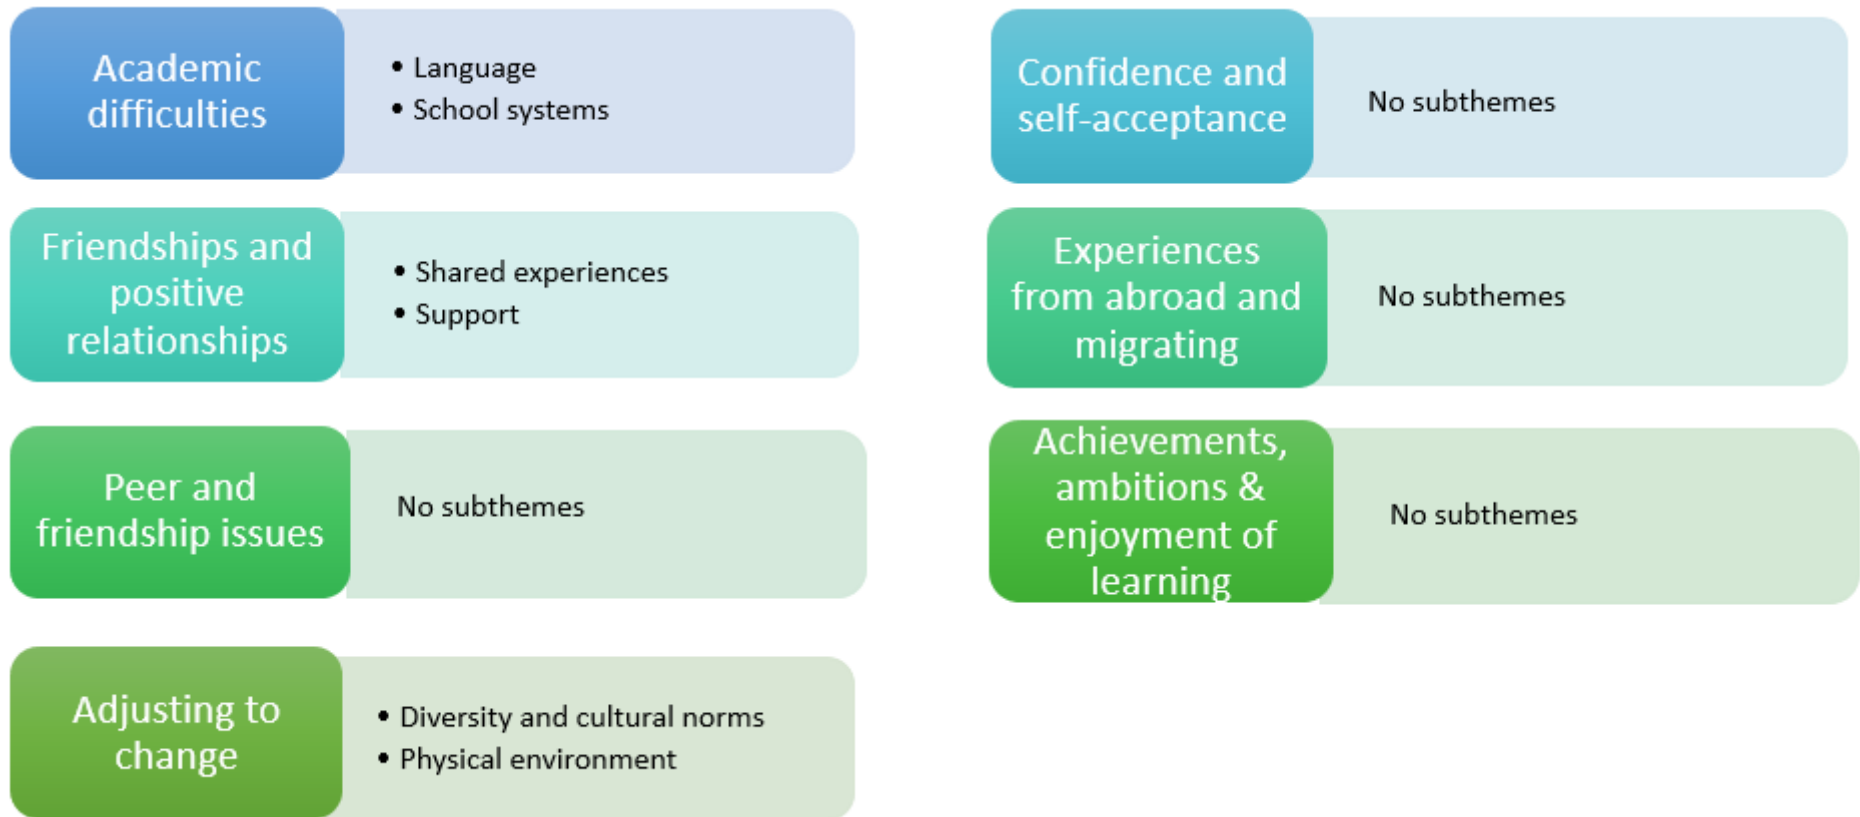 Academic
difficulties
• Language
• School systems
Friendships and
positive
relationships
• Shared experiences
• Support
Peer and
friendship issues
No subthemes
Adjusting to
change
• Diversity and cultural norms
• Physical environment
Confidence and
self-acceptance
No subthemes
Experiences
from abroad and
migrating
No subthemes
Achievements,
ambitions &
enjoyment of
learning
No subthemes